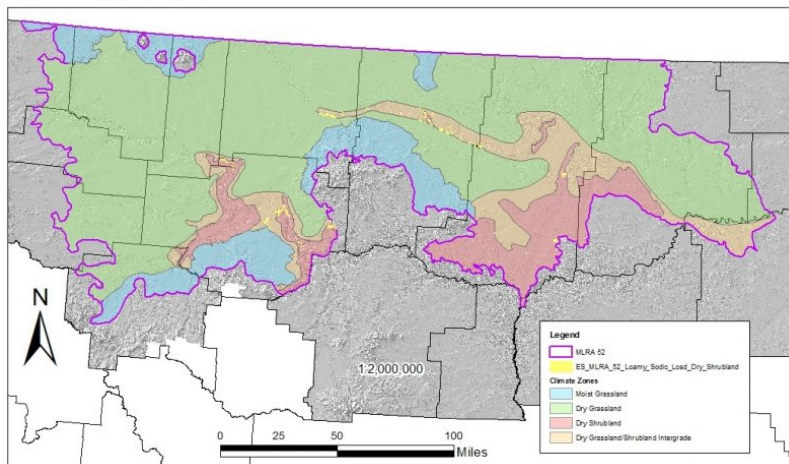 N
1:2,000,000
0 25 50 100
Miles
Legend
MLRA 52
ES_MLRA_52_Loamy_Sodic_Losd_Dry_Shrubland
Climate Zones
Moist Grassland
Dry Grassland
Dry Shrubland
Dry Grassland/Shrubland Intergrade